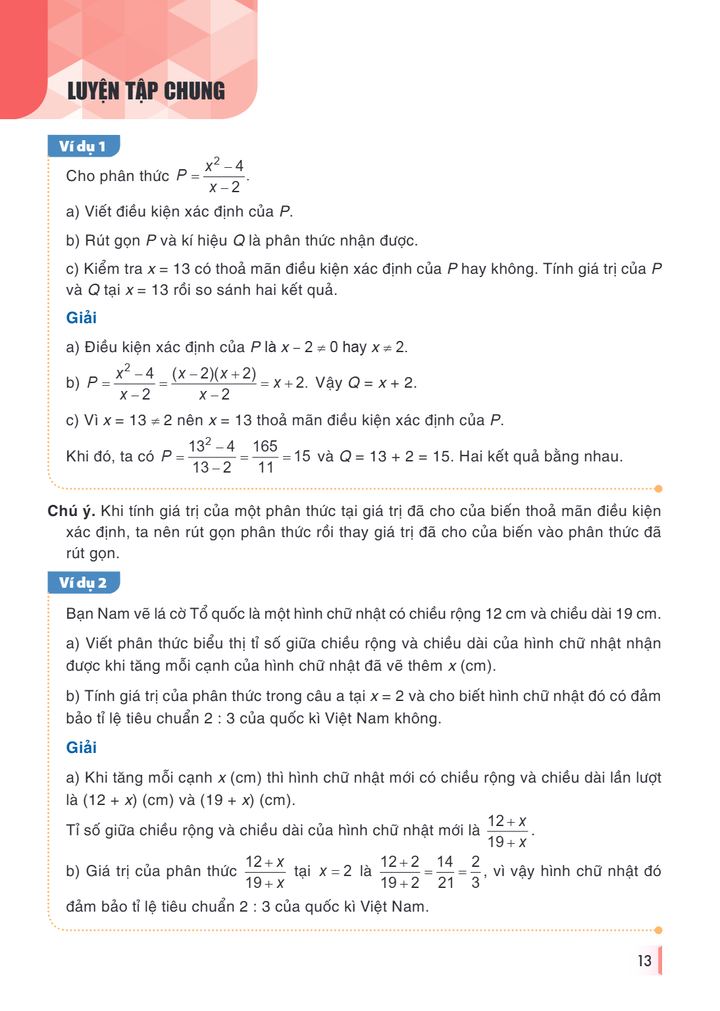 LUYỆN TẬP CHUNG
Ví dụ 1
Cho phân thức P = (x² − 4)/(x − 2).
a) Viết điều kiện xác định của P.
b) Rút gọn P và kí hiệu Q là phân thức nhận được.
c) Kiểm tra x = 13 có thoả mãn điều kiện xác định của P hay không. Tính giá trị của P
và Q tại x = 13 rồi so sánh hai kết quả.
Giải
a) Điều kiện xác định của P là x − 2 ≠ 0 hay x ≠ 2.
b) P = (x² − 4)/(x − 2) = ((x − 2)(x + 2))/(x − 2) = x + 2. Vậy Q = x + 2.
c) Vì x = 13 ≠ 2 nên x = 13 thoả mãn điều kiện xác định của P.
Khi đó, ta có P = (13² − 4)/(13 − 2) = 165/11 = 15 và Q = 13 + 2 = 15. Hai kết quả bằng nhau.
Chú ý. Khi tính giá trị của một phân thức tại giá trị đã cho của biến thoả mãn điều kiện
xác định, ta nên rút gọn phân thức rồi thay giá trị đã cho của biến vào phân thức đã
rút gọn.
Ví dụ 2
Bạn Nam vẽ lá cờ Tổ quốc là một hình chữ nhật có chiều rộng 12 cm và chiều dài 19 cm.
a) Viết phân thức biểu thị tỉ số giữa chiều rộng và chiều dài của hình chữ nhật nhận
được khi tăng mỗi cạnh của hình chữ nhật đã vẽ thêm x (cm).
b) Tính giá trị của phân thức trong câu a tại x = 2 và cho biết hình chữ nhật đó có đảm
bảo tỉ lệ tiêu chuẩn 2 : 3 của quốc kì Việt Nam không.
Giải
a) Khi tăng mỗi cạnh x (cm) thì hình chữ nhật mới có chiều rộng và chiều dài lần lượt
là (12 + x) (cm) và (19 + x) (cm).
Tỉ số giữa chiều rộng và chiều dài của hình chữ nhật mới là (12 + x)/(19 + x).
b) Giá trị của phân thức (12 + x)/(19 + x) tại x = 2 là (12 + 2)/(19 + 2) = 14/21 = 2/3, vì vậy hình chữ nhật đó
đảm bảo tỉ lệ tiêu chuẩn 2 : 3 của quốc kì Việt Nam.
13